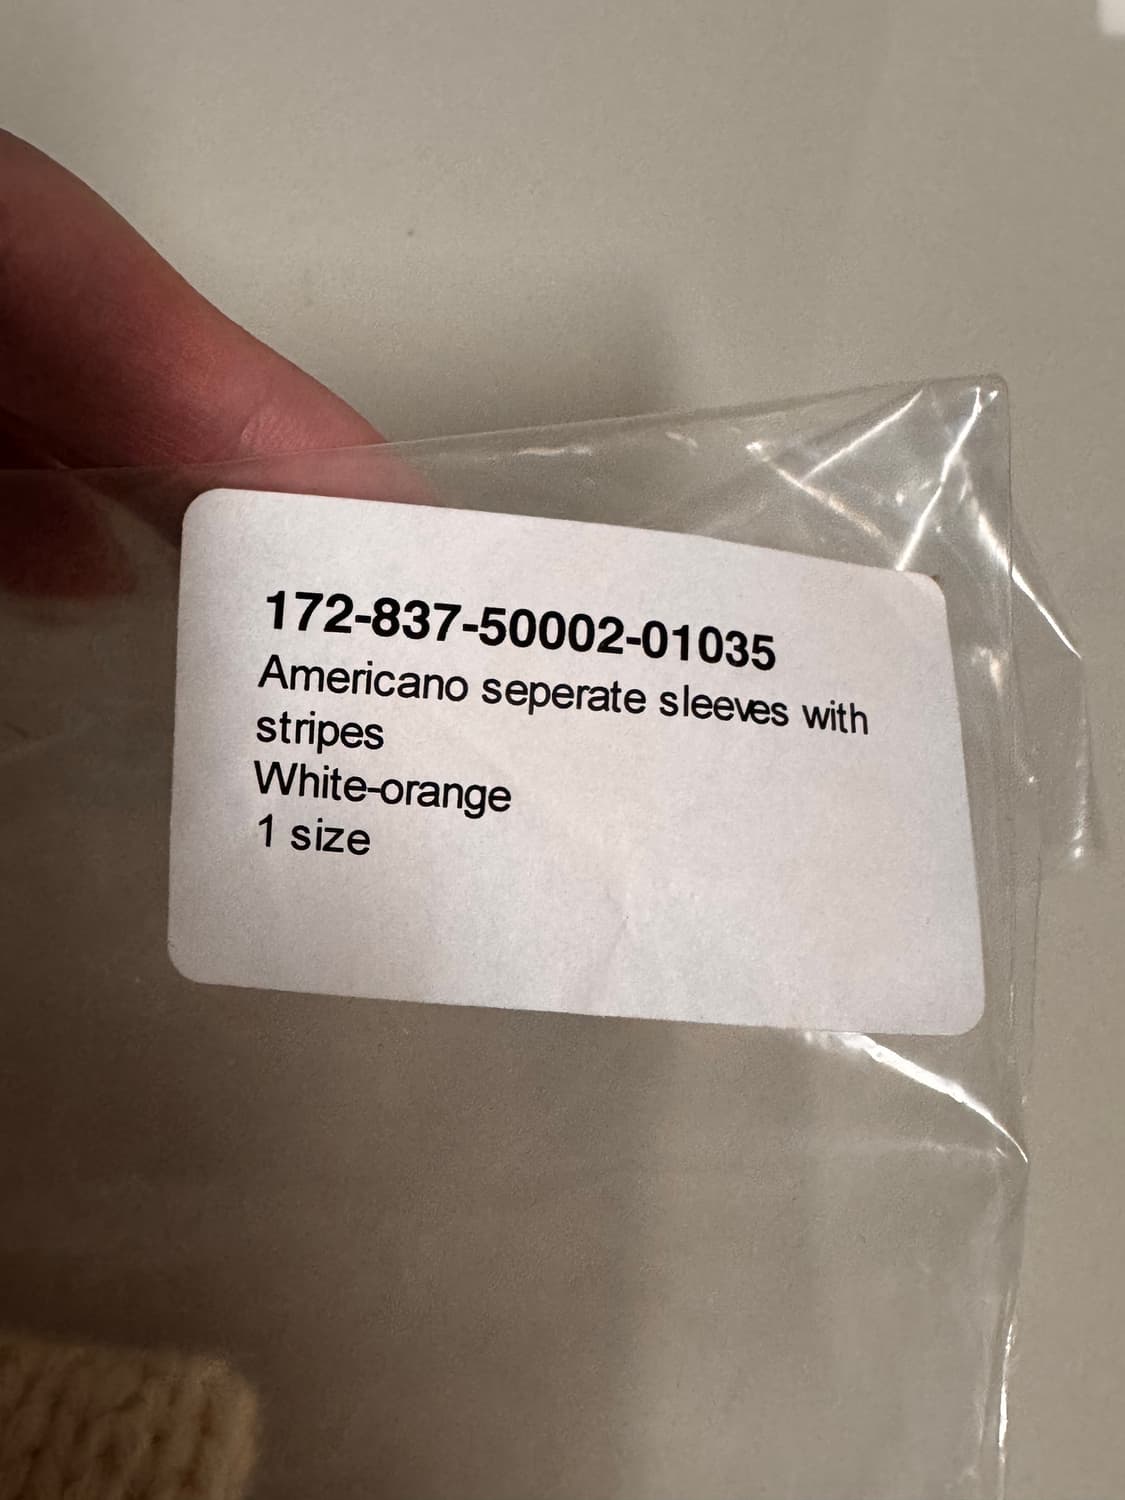 172-837-50002-01035
Americano seperate sleeves with
stripes
White-orange
1 size